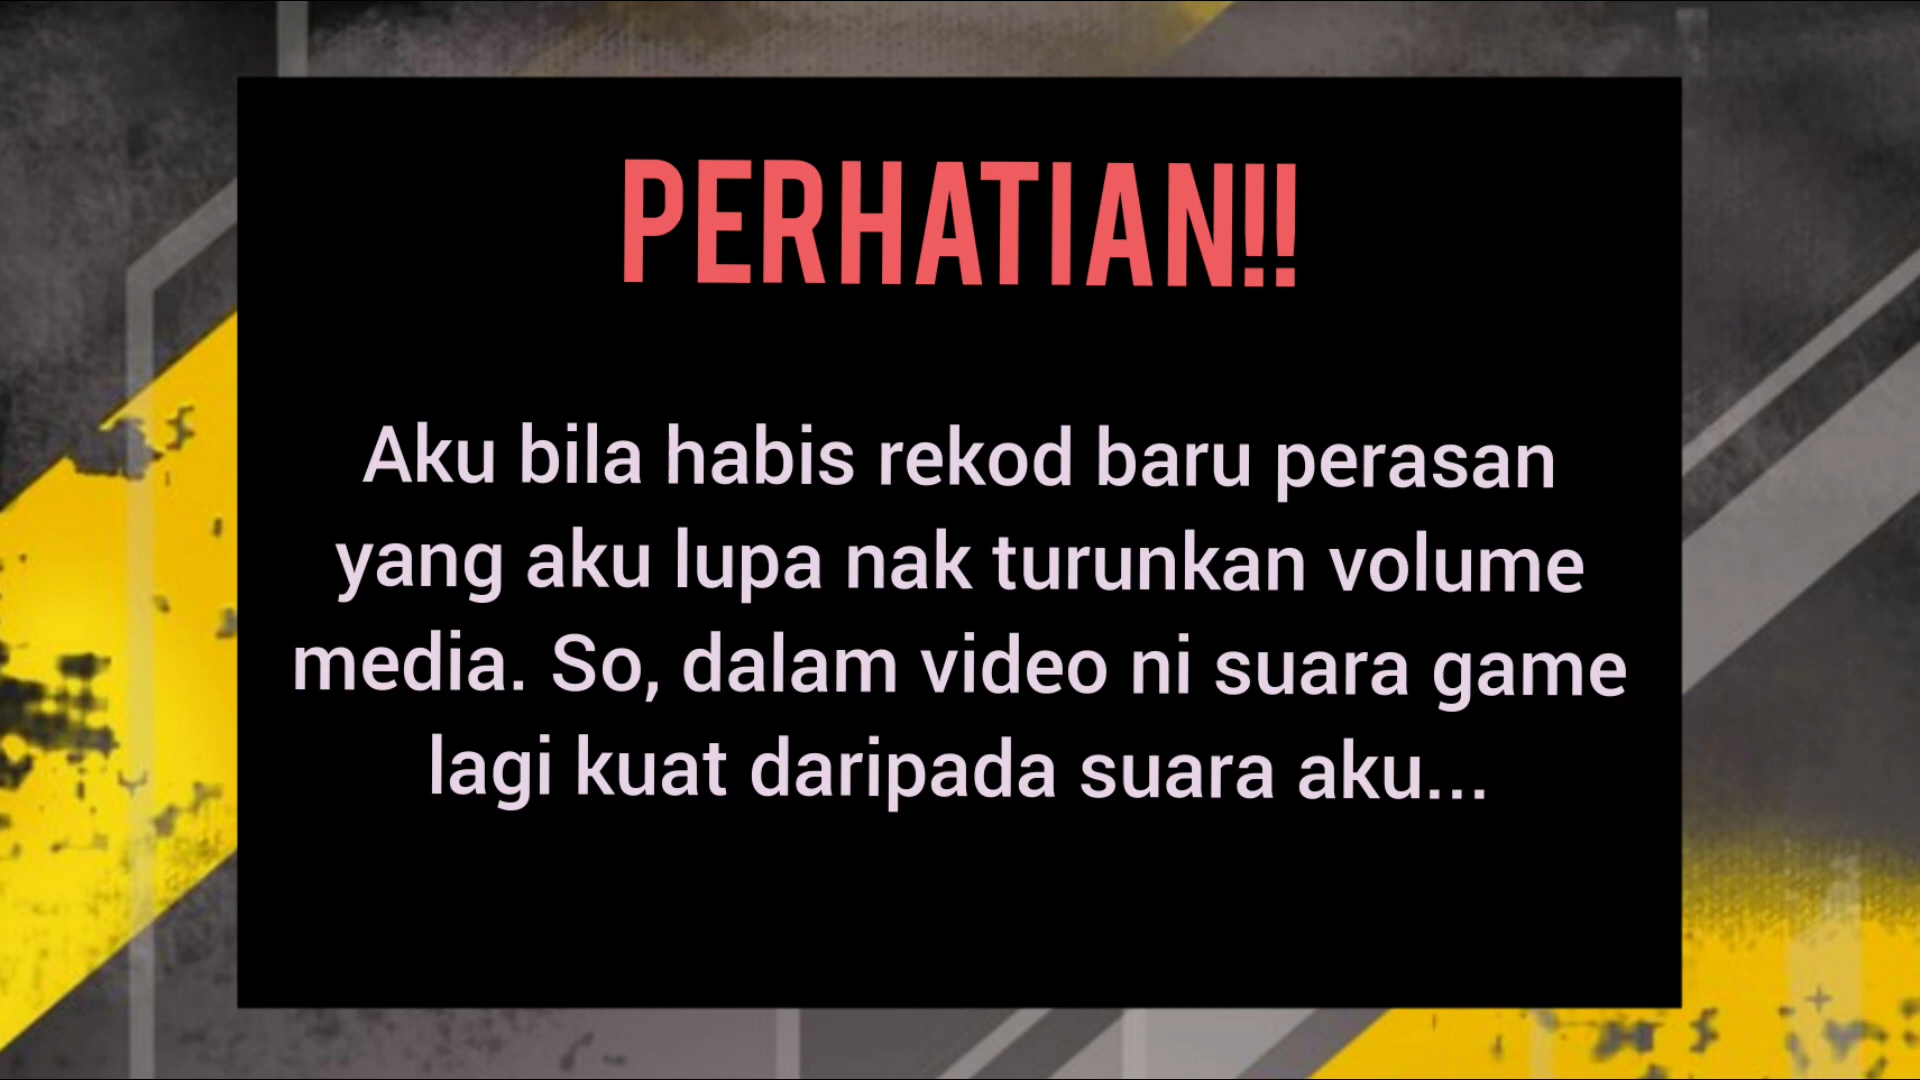 PERHATIAN!!
Aku bila habis rekod baru perasan
yang aku lupa nak turunkan volume
media. So, dalam video ni suara game
lagi kuat daripada suara aku...